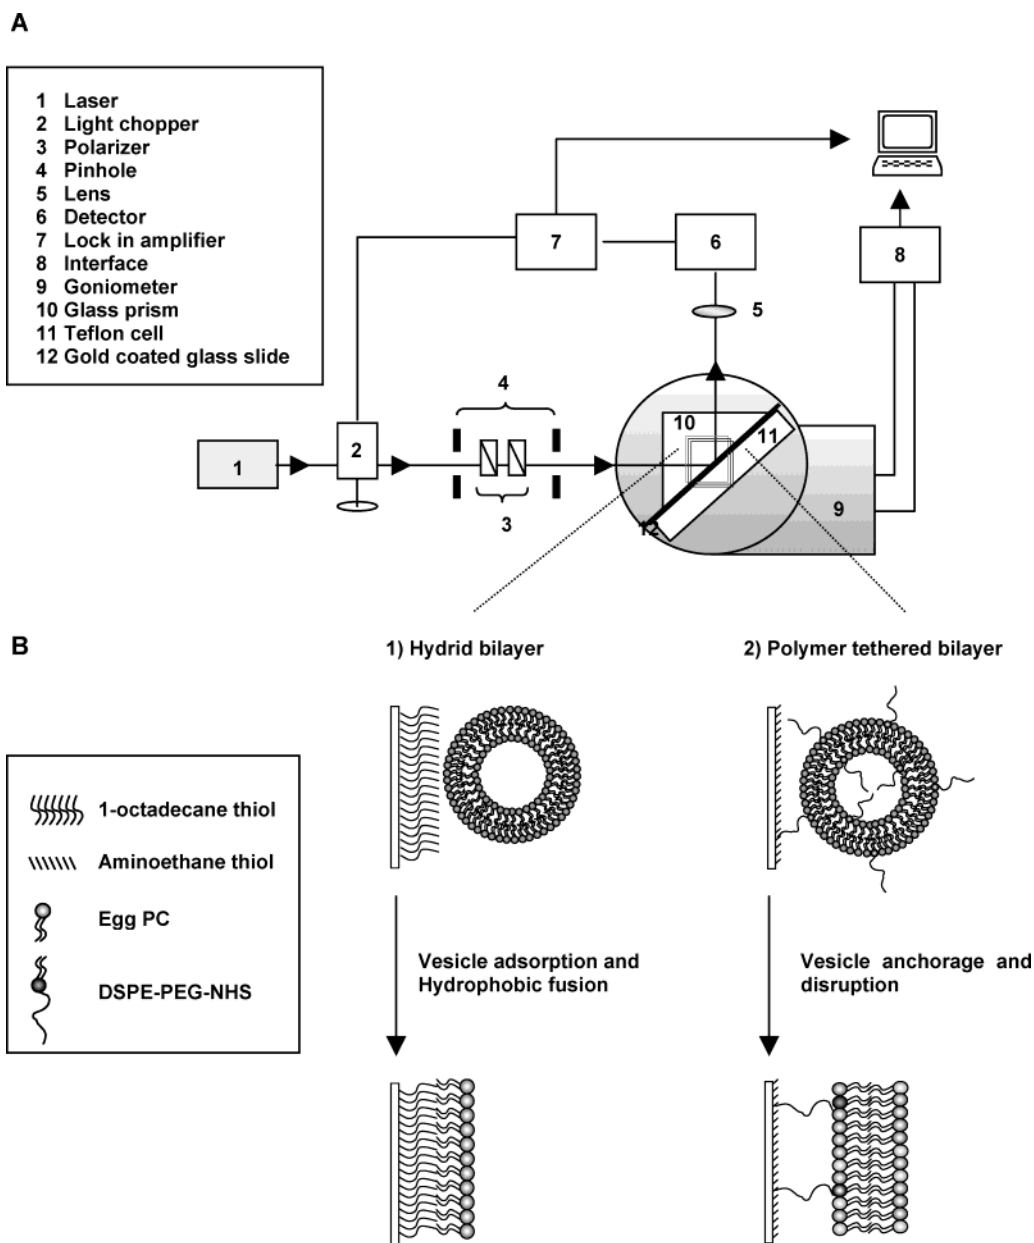 A
1 Laser
2 Light chopper
3 Polarizer
4 Pinhole
5 Lens
6 Detector
7 Lock in amplifier
8 Interface
9 Goniometer
10 Glass prism
11 Teflon cell
12 Gold coated glass slide
7
6
8
5
4
10
11
2
1
3
9
12
B
1) Hydrid bilayer
2) Polymer tethered bilayer
1-octadecane thiol
Aminoethane thiol
Egg PC
DSPE-PEG-NHS
Vesicle adsorption and
Hydrophobic fusion
Vesicle anchorage and
disruption